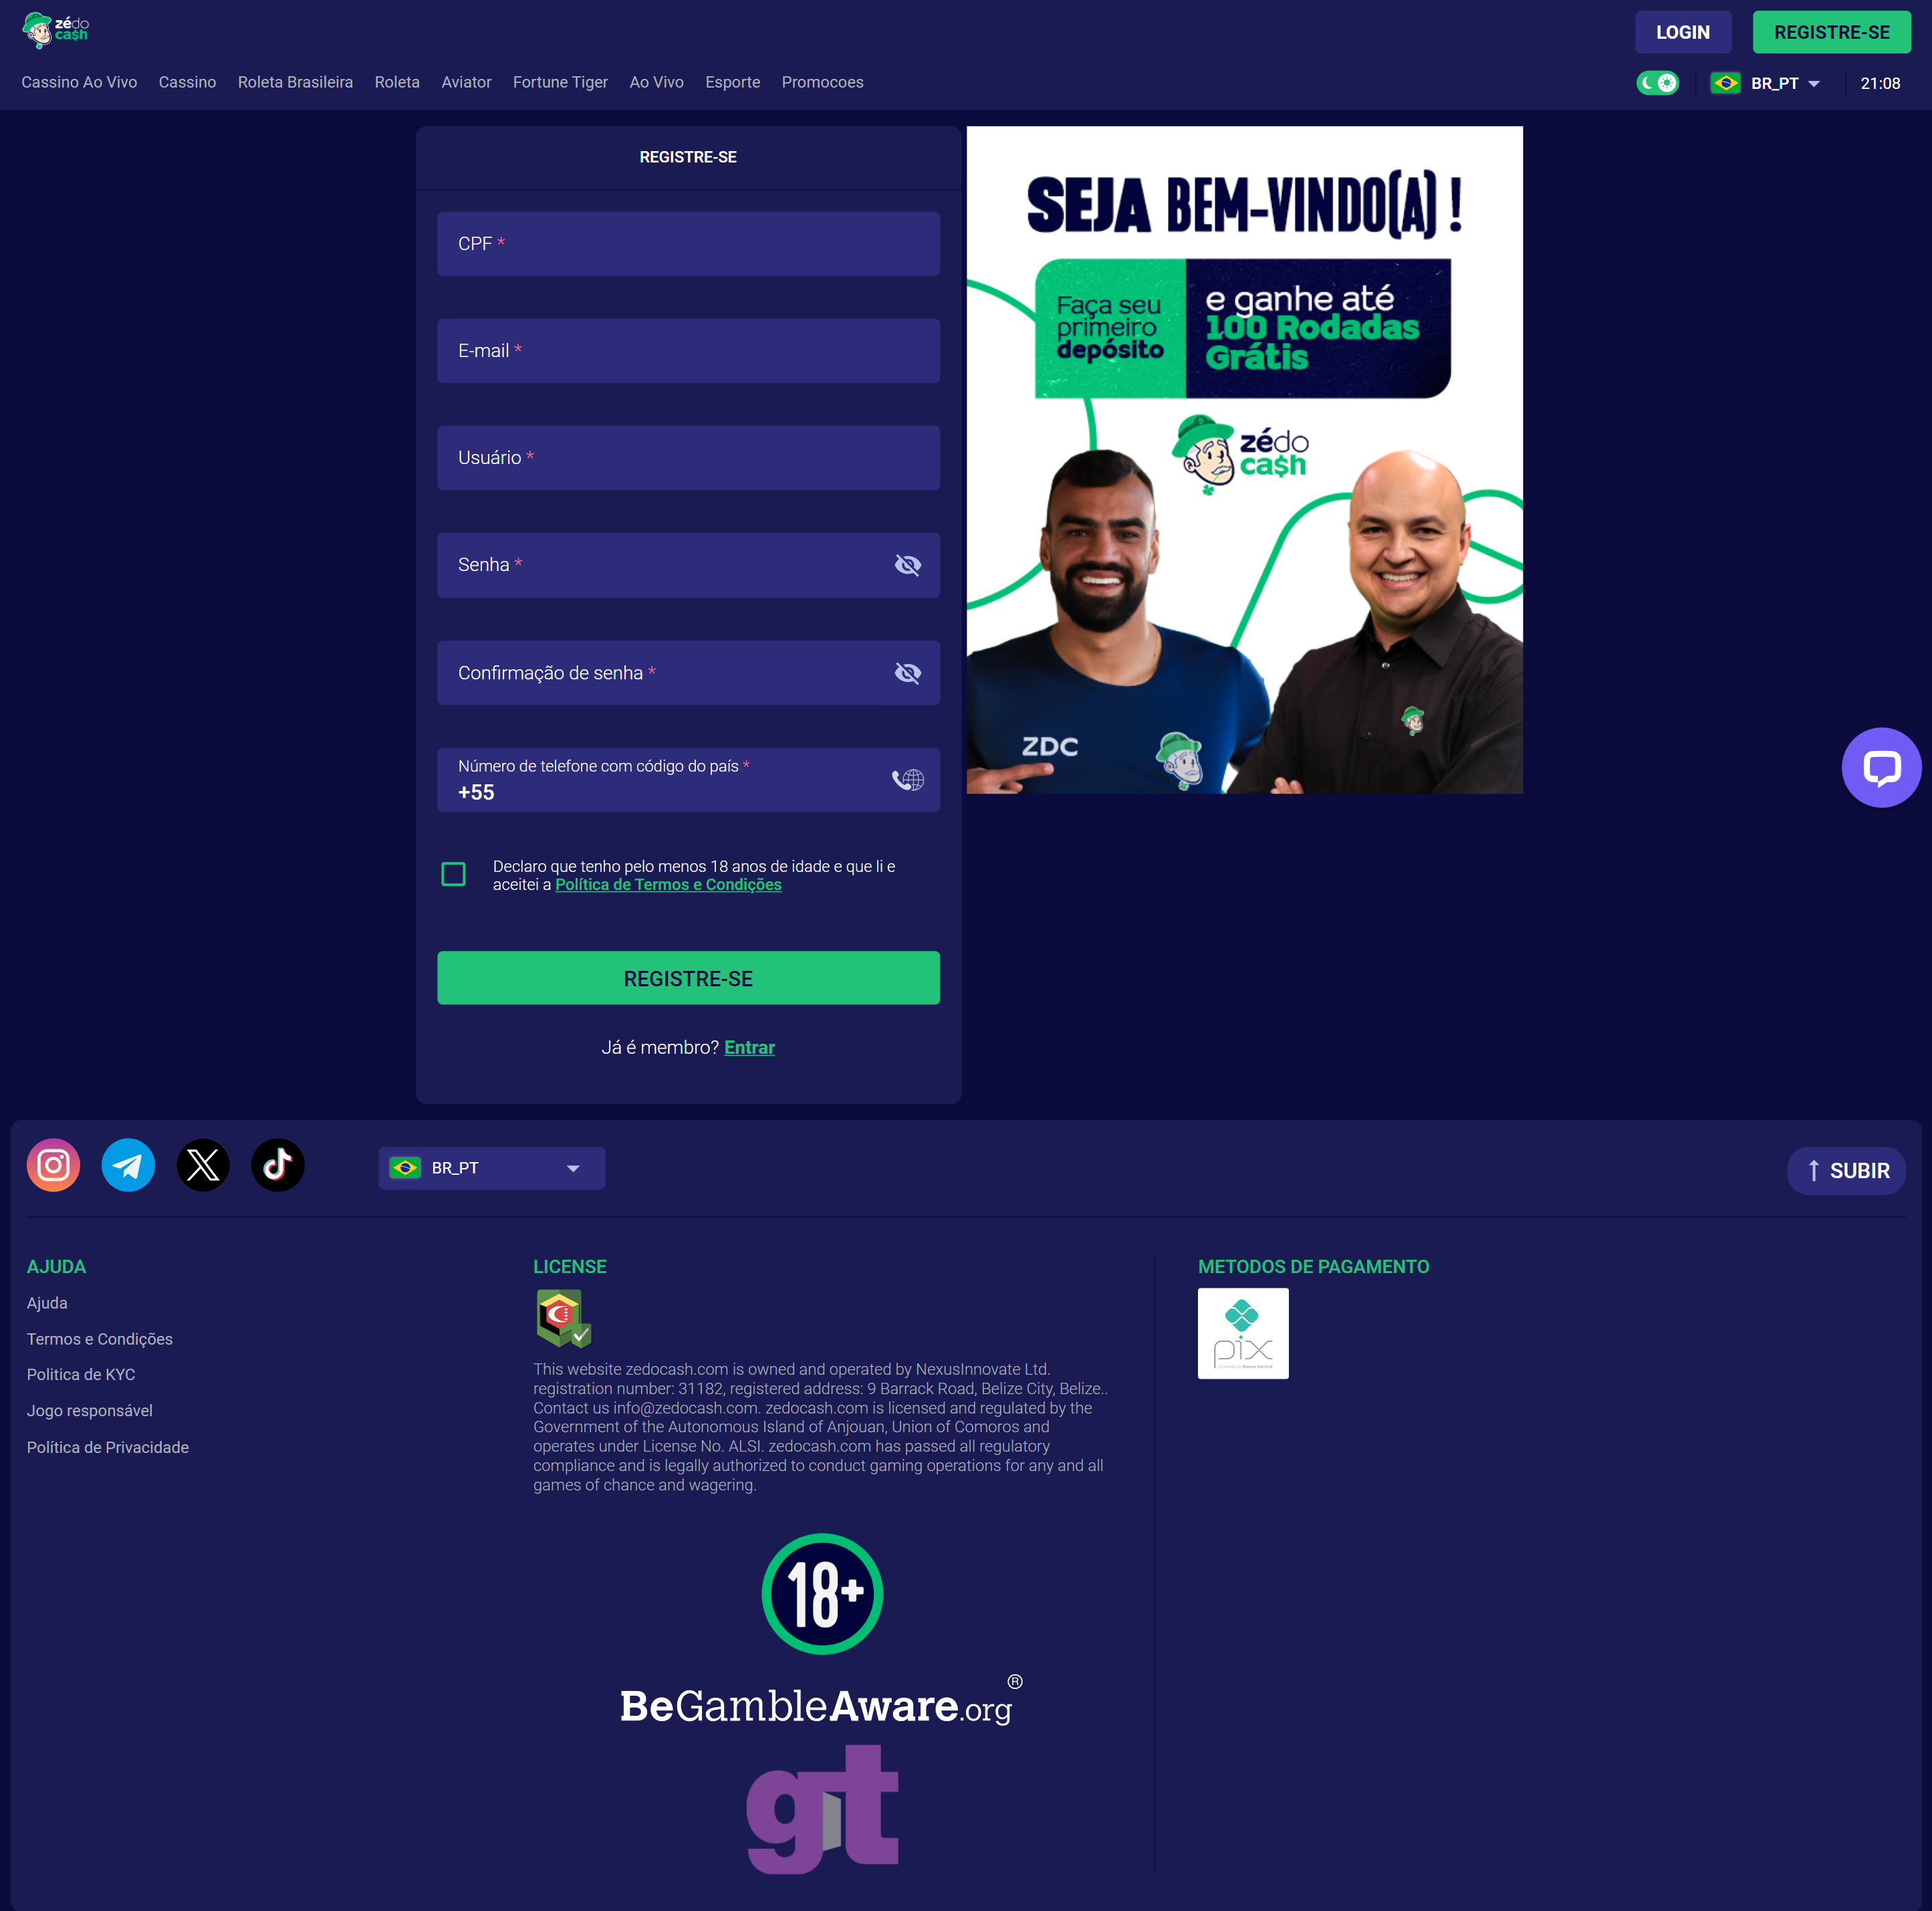 zédo
ca$h
LOGIN
REGISTRE-SE
Cassino Ao Vivo
Cassino
Roleta Brasileira
Roleta
Aviator
Fortune Tiger
Ao Vivo
Esporte
Promocoes
BR_PT
21:08
REGISTRE-SE
CPF *
E-mail *
Usuário *
Senha *
Confirmação de senha *
Número de telefone com código do país *
+55
Declaro que tenho pelo menos 18 anos de idade e que li e
aceitei a Política de Termos e Condições
REGISTRE-SE
Já é membro? Entrar
SEJA BEM-VINDO(A) !
Faça seu
primeiro
depósito
e ganhe até
100 Rodadas
Grátis
zédo
ca$h
ZDC
BR_PT
↑ SUBIR
AJUDA
Ajuda
Termos e Condições
Politica de KYC
Jogo responsável
Política de Privacidade
LICENSE
This website zedocash.com is owned and operated by NexusInnovate Ltd.
registration number: 31182, registered address: 9 Barrack Road, Belize City, Belize..
Contact us info@zedocash.com. zedocash.com is licensed and regulated by the
Government of the Autonomous Island of Anjouan, Union of Comoros and
operates under License No. ALSI. zedocash.com has passed all regulatory
compliance and is legally authorized to conduct gaming operations for any and all
games of chance and wagering.
18+
BeGambleAware.org®
gt
METODOS DE PAGAMENTO
pix